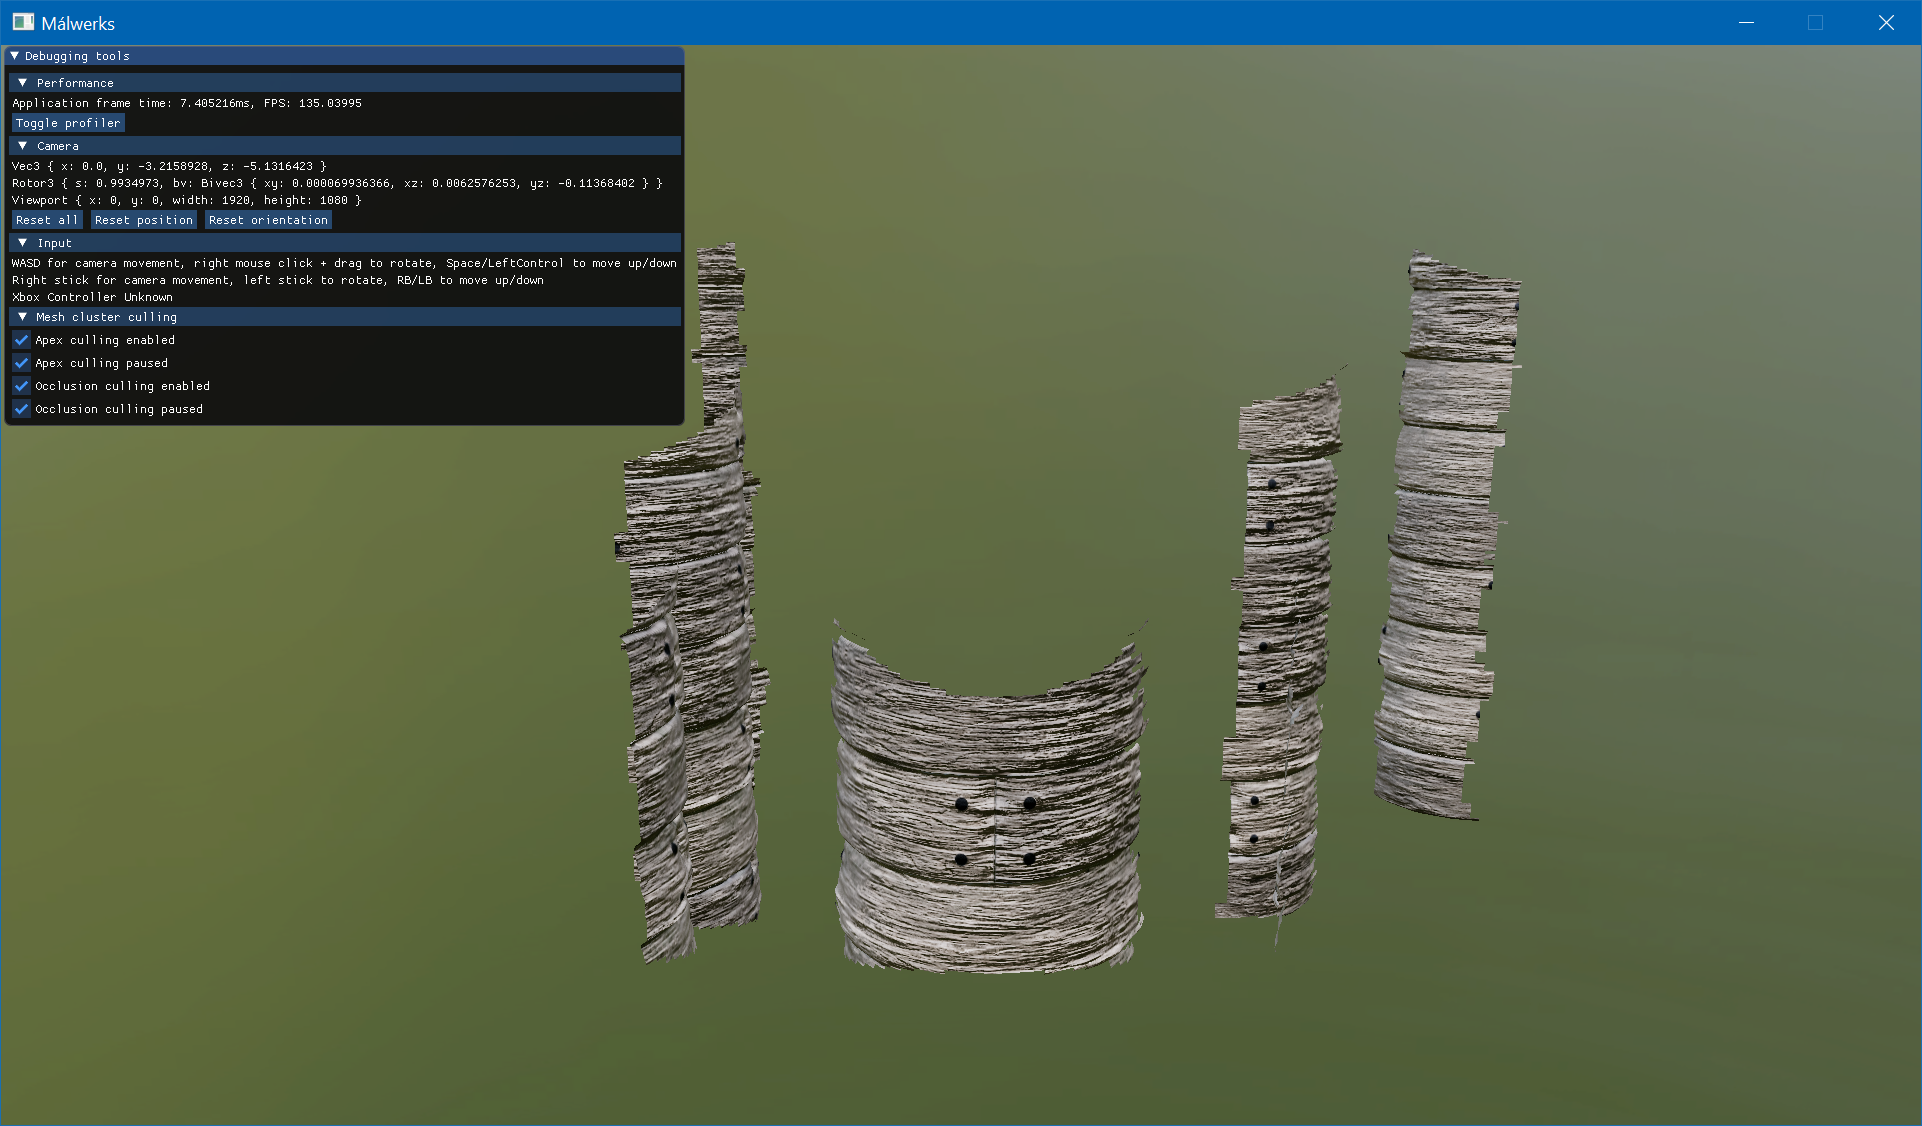 Málwerks
Debugging tools
Performance
Application frame time: 7.405216ms, FPS: 135.03995
Toggle profiler
Camera
Vec3 { x: 0.0, y: -3.2158928, z: -5.1316423 }
Rotor3 { s: 0.9934973, bv: Bivec3 { xy: 0.000069936366, xz: 0.0062576253, yz: -0.11368402 } }
Viewport { x: 0, y: 0, width: 1920, height: 1080 }
Reset all Reset position Reset orientation
Input
WASD for camera movement, right mouse click + drag to rotate, Space/LeftControl to move up/down
Right stick for camera movement, left stick to rotate, RB/LB to move up/down
Xbox Controller Unknown
Mesh cluster culling
Apex culling enabled
Apex culling paused
Occlusion culling enabled
Occlusion culling paused